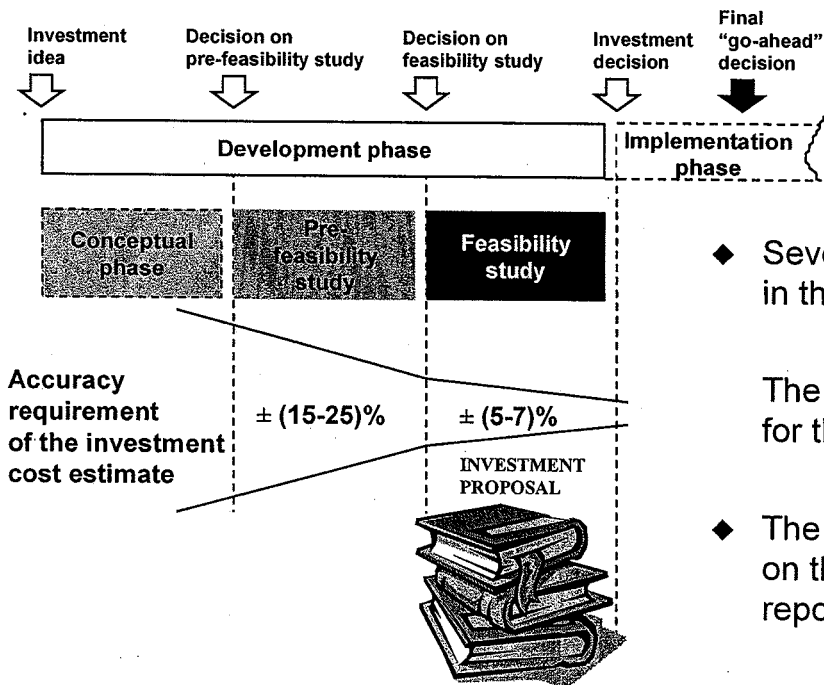 Investment
idea
Decision on
pre-feasibility study
Decision on
feasibility study
Investment
decision
Final
"go-ahead"
decision
Development phase
Implementation
phase
Conceptual
phase
Pre-
feasibility
study
Feasibility
study
Accuracy
requirement
of the investment
cost estimate
± (15-25)%
± (5-7)%
INVESTMENT
PROPOSAL
◆ Seve
in th
The
for ti
◆ The
on th
repo